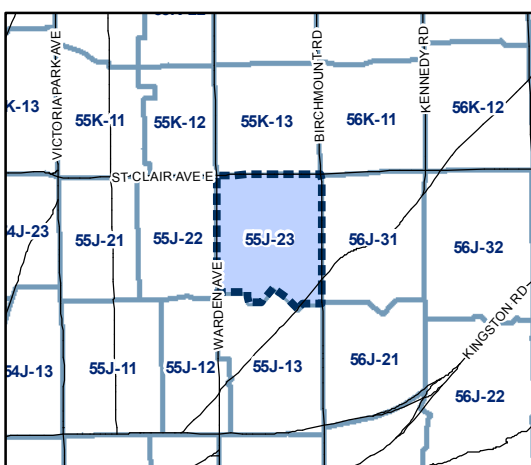 VICTORIA PARK AVE
BIRCHMOUNT RD
KENNEDY RD
K-13
55K-11
55K-12
55K-13
56K-11
56K-12
ST CLAIR AVE E
4J-23
55J-21
55J-22
55J-23
56J-31
56J-32
WARDEN AVE
KINGSTON RD
54J-13
55J-11
55J-12
55J-13
56J-21
56J-22